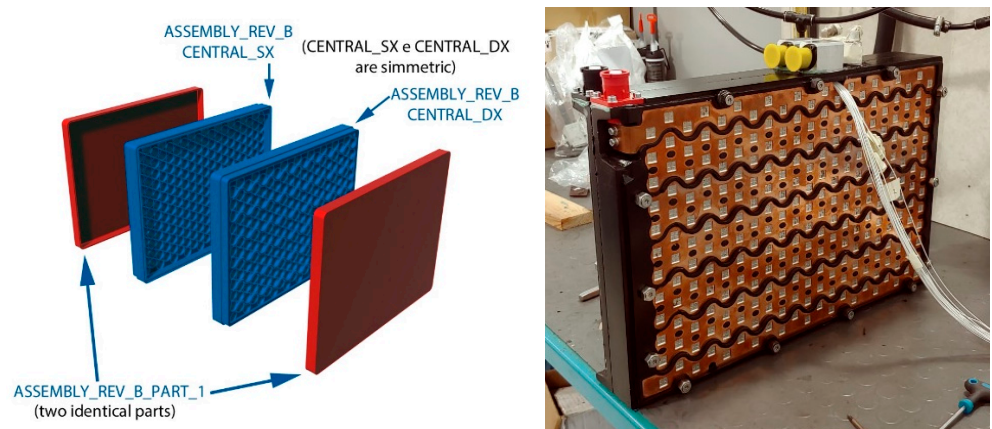 ASSEMBLY_REV_B
CENTRAL_SX
(CENTRAL_SX e CENTRAL_DX
are simmetric)
ASSEMBLY_REV_B
CENTRAL_DX
ASSEMBLY_REV_B_PART_1
(two identical parts)